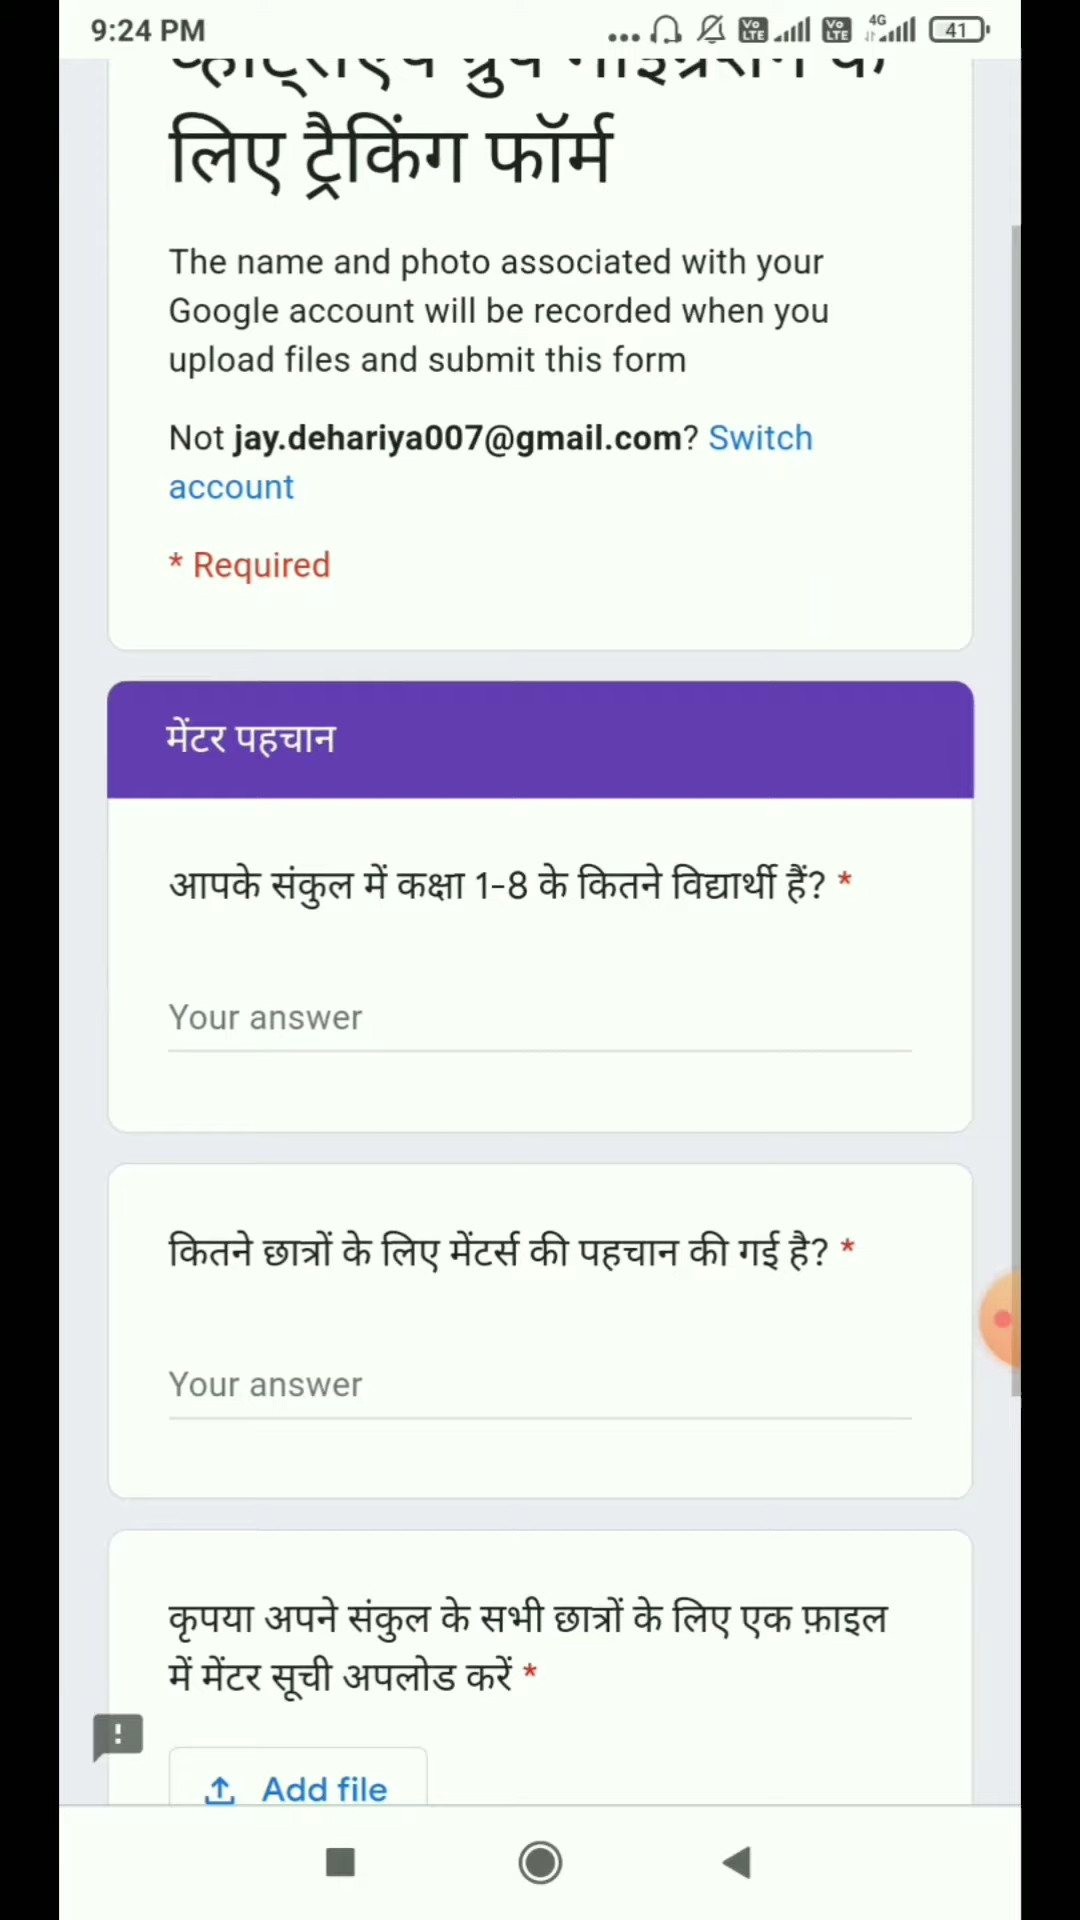 9:24 PM
4G
41
लिए ट्रैकिंग फॉर्म
The name and photo associated with your
Google account will be recorded when you
upload files and submit this form
Not jay.dehariya007@gmail.com? Switch
account
* Required
मेंटर पहचान
आपके संकुल में कक्षा 1-8 के कितने विद्यार्थी हैं? *
Your answer
कितने छात्रों के लिए मेंटर्स की पहचान की गई है? *
Your answer
कृपया अपने संकुल के सभी छात्रों के लिए एक फ़ाइल
में मेंटर सूची अपलोड करें *
Add file